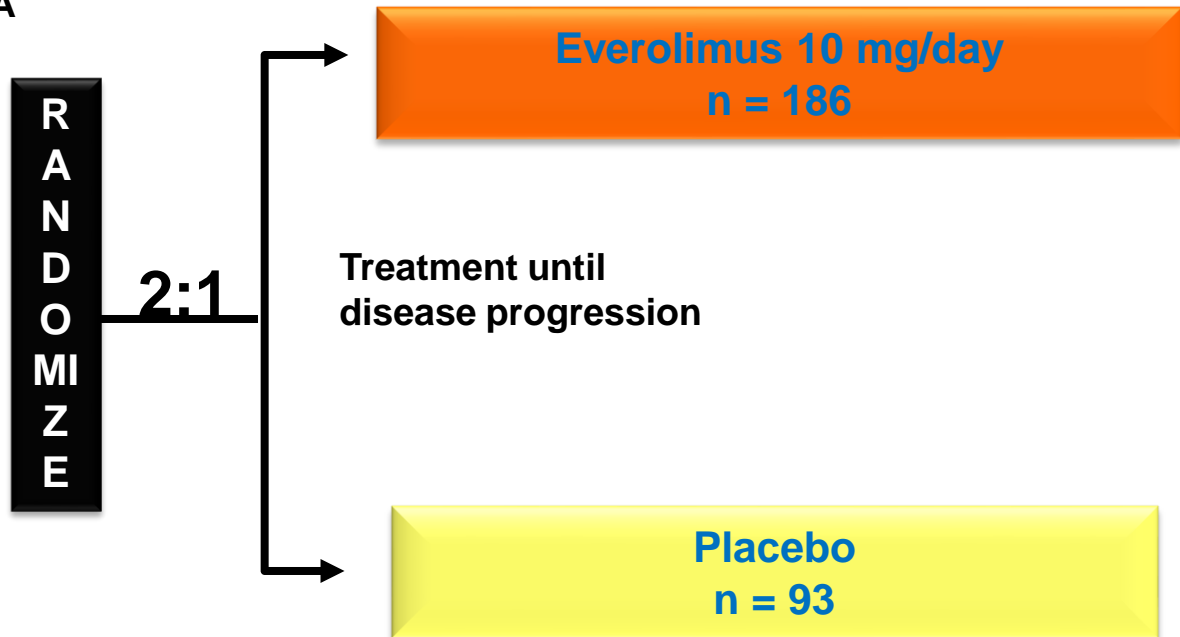 A
Everolimus 10 mg/day
n = 186
R
A
N
D
O
MI
Z
E
2:1
Treatment until
disease progression
Placebo
n = 93